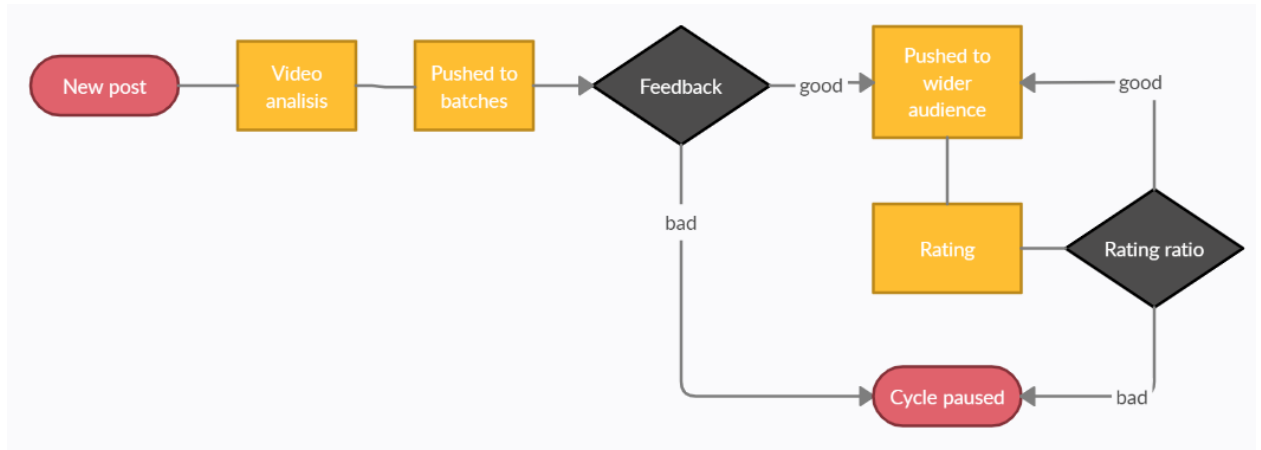 New post
Video
analisis
Pushed to
batches
Feedback
good
Pushed to
wider
audience
good
bad
Rating
Rating ratio
Cycle paused
bad